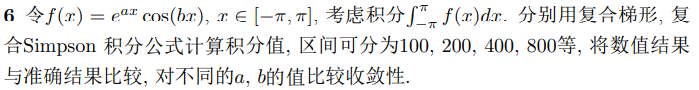 6 令f(x) = e^{ax} cos(bx), x ∈ [−π, π], 考虑积分∫_{−π}^{π} f(x)dx. 分别用复合梯形, 复
合Simpson 积分公式计算积分值, 区间可分为100, 200, 400, 800等, 将数值结果
与准确结果比较, 对不同的a, b的值比较收敛性.